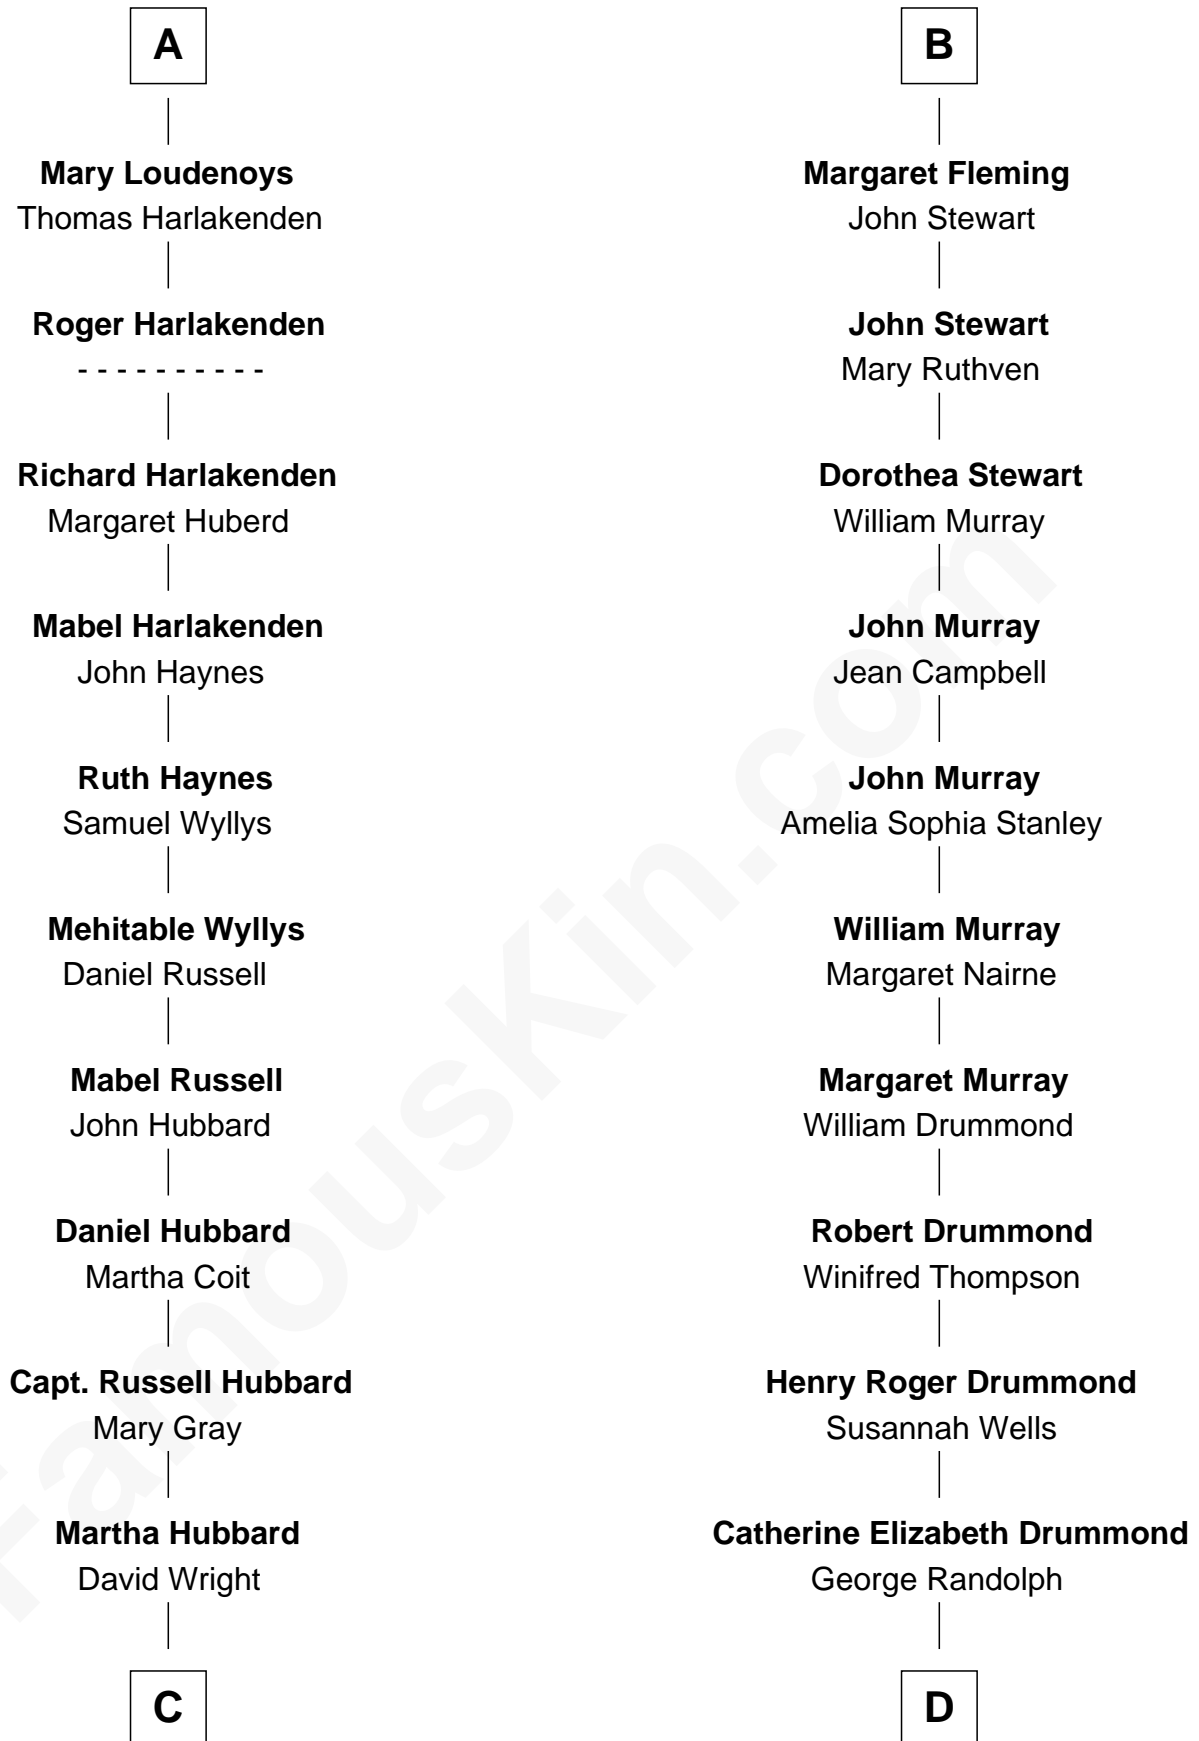 A
Mary Loudenoys
Thomas Harlakenden
Roger Harlakenden
- - - - - - - - - -
Richard Harlakenden
Margaret Huberd
Mabel Harlakenden
John Haynes
Ruth Haynes
Samuel Wyllys
Mehitable Wyllys
Daniel Russell
Mabel Russell
John Hubbard
Daniel Hubbard
Martha Coit
Capt. Russell Hubbard
Mary Gray
Martha Hubbard
David Wright
C
B
Margaret Fleming
John Stewart
John Stewart
Mary Ruthven
Dorothea Stewart
William Murray
John Murray
Jean Campbell
John Murray
Amelia Sophia Stanley
William Murray
Margaret Nairne
Margaret Murray
William Drummond
Robert Drummond
Winifred Thompson
Henry Roger Drummond
Susannah Wells
Catherine Elizabeth Drummond
George Randolph
D
FamousKin.com